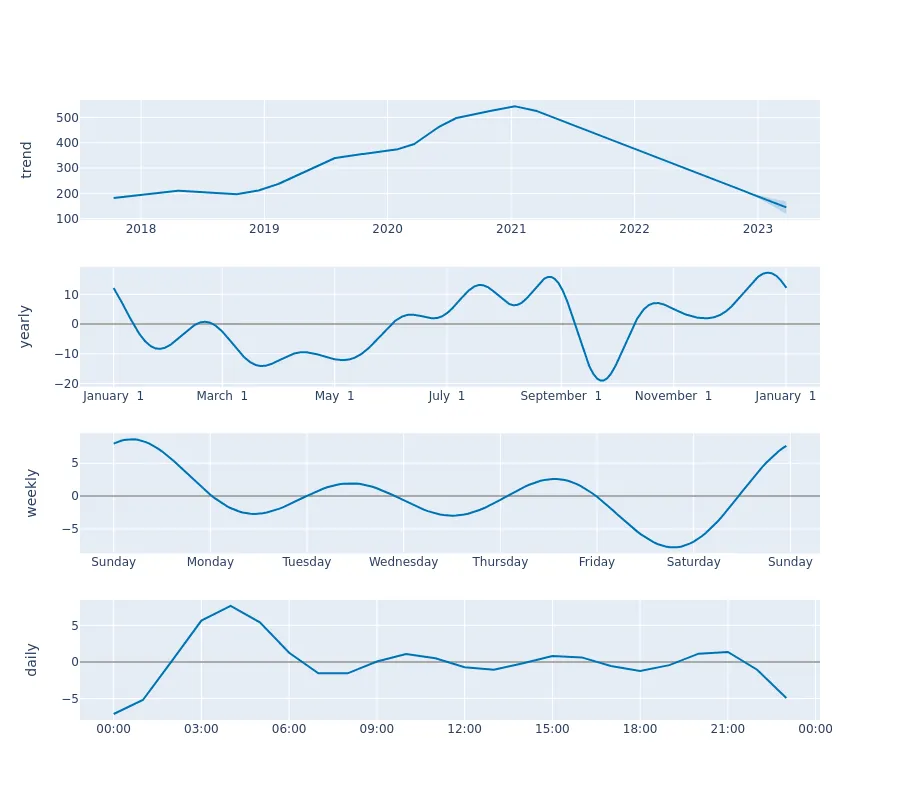 trend
500
400
300
200
100
2018 2019 2020 2021 2022 2023
yearly
10
0
−10
−20
January 1 March 1 May 1 July 1 September 1 November 1 January 1
weekly
5
0
−5
Sunday Monday Tuesday Wednesday Thursday Friday Saturday Sunday
daily
5
0
−5
00:00 03:00 06:00 09:00 12:00 15:00 18:00 21:00 00:00